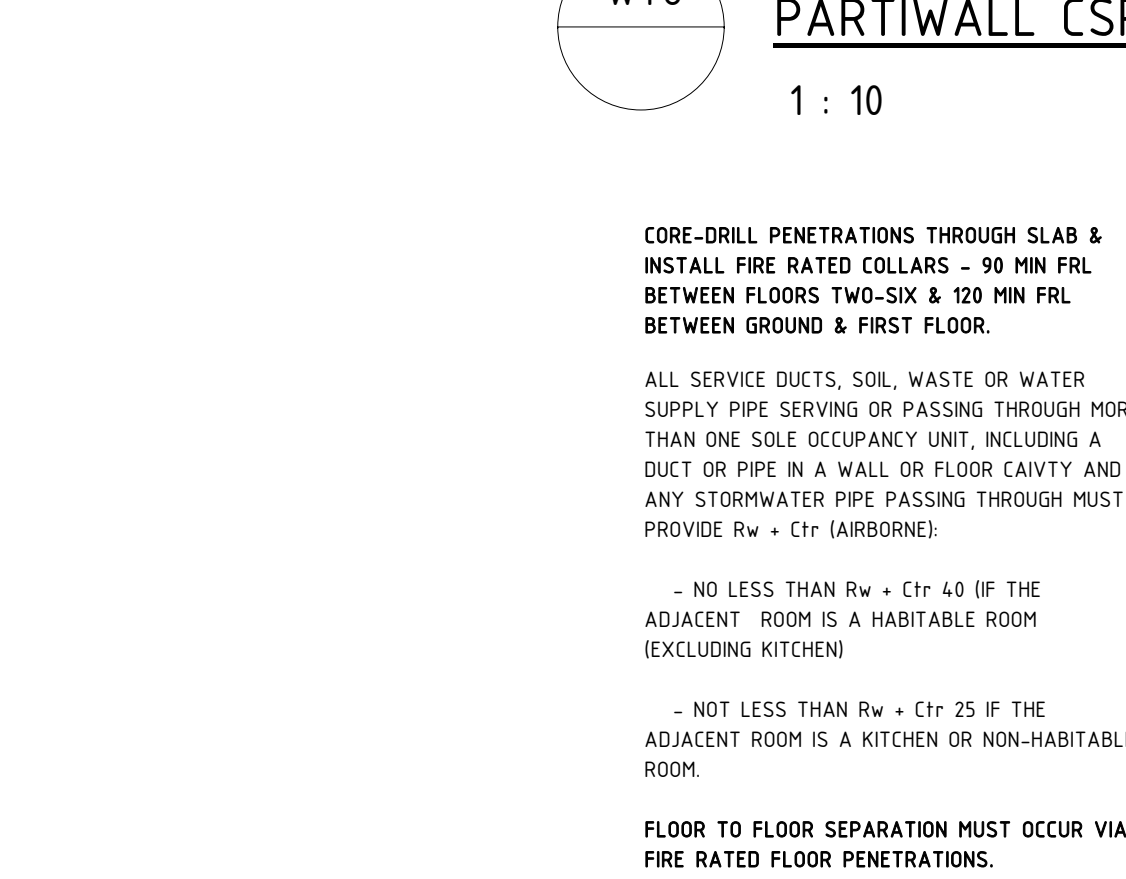 PARTIWALL
1 : 10
CORE-DRILL PENETRATIONS THROUGH SLAB &
INSTALL FIRE RATED COLLARS - 90 MIN FRL
BETWEEN FLOORS TWO-SIX & 120 MIN FRL
BETWEEN GROUND & FIRST FLOOR.
ALL SERVICE DUCTS, SOIL, WASTE OR WATER
SUPPLY PIPE SERVING OR PASSING THROUGH MOR
THAN ONE SOLE OCCUPANCY UNIT, INCLUDING A
DUCT OR PIPE IN A WALL OR FLOOR CAIVTY AND
ANY STORMWATER PIPE PASSING THROUGH MUST
PROVIDE Rw + Ctr (AIRBORNE):
- NO LESS THAN Rw + Ctr 40 (IF THE
ADJACENT ROOM IS A HABITABLE ROOM
(EXCLUDING KITCHEN)
- NOT LESS THAN Rw + Ctr 25 IF THE
ADJACENT ROOM IS A KITCHEN OR NON-HABITABL
ROOM.
FLOOR TO FLOOR SEPARATION MUST OCCUR VIA
FIRE RATED FLOOR PENETRATIONS.